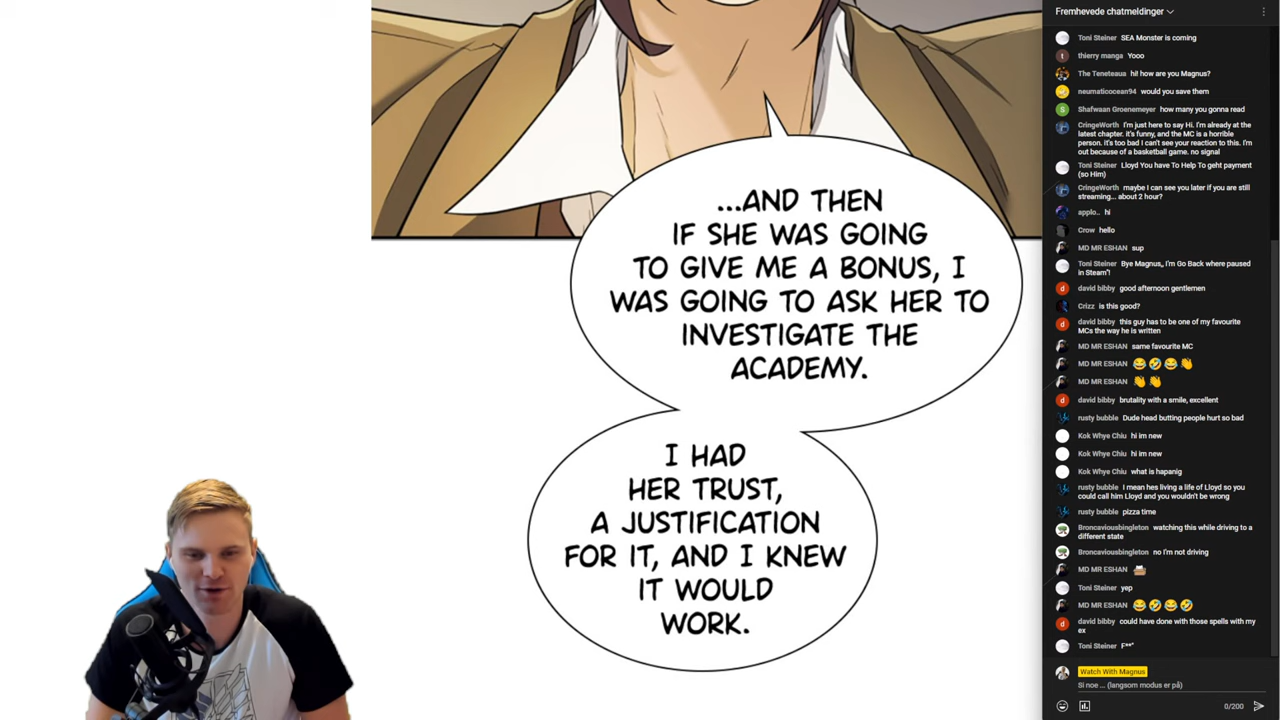 ...AND THEN
IF SHE WAS GOING
TO GIVE ME A BONUS, I
WAS GOING TO ASK HER TO
INVESTIGATE THE
ACADEMY.
I HAD
HER TRUST,
A JUSTIFICATION
FOR IT, AND I KNEW
IT WOULD
WORK.
Fremhevede chatmeldinger
Toni Steiner SEA Monster is coming
thierry manga Yooo
The Teneteaua hi! how are you Magnus?
neumaticocean94 would you save them
Shafwaan Groenemeyer how many you gonna read
CringeWorth I'm just here to say Hi. I'm already at the
latest chapter. it's funny, and the MC is a horrible
person. it's too bad I can't see your reaction to this. I'm
out because of a basketball game. no signal
Toni Steiner Lloyd You have To Help To geht payment
(so Him)
CringeWorth maybe I can see you later if you are still
streaming... about 2 hour?
applo.. hi
Crow hello
MD MR ESHAN sup
Toni Steiner Bye Magnus,, I'm Go Back where paused
in Steam"!
david bibby good afternoon gentlemen
Crizz is this good?
david bibby this guy has to be one of my favourite
MCs the way he is written
MD MR ESHAN same favourite MC
MD MR ESHAN 😂🤣😂👏
MD MR ESHAN 👏👏
david bibby brutality with a smile, excellent
rusty bubble Dude head butting people hurt so bad
Kok Whye Chiu hi im new
Kok Whye Chiu hi im new
Kok Whye Chiu what is hapanig
rusty bubble I mean hes living a life of Lloyd so you
could call him Lloyd and you wouldn't be wrong
rusty bubble pizza time
Broncaviousbingleton watching this while driving to a
different state
Broncaviousbingleton no I'm not driving
MD MR ESHAN
Toni Steiner yep
MD MR ESHAN 😂🤣😂🤣
david bibby could have done with those spells with my
ex
Toni Steiner F**"
Watch With Magnus
Si noe ... (langsom modus er på)
0/200